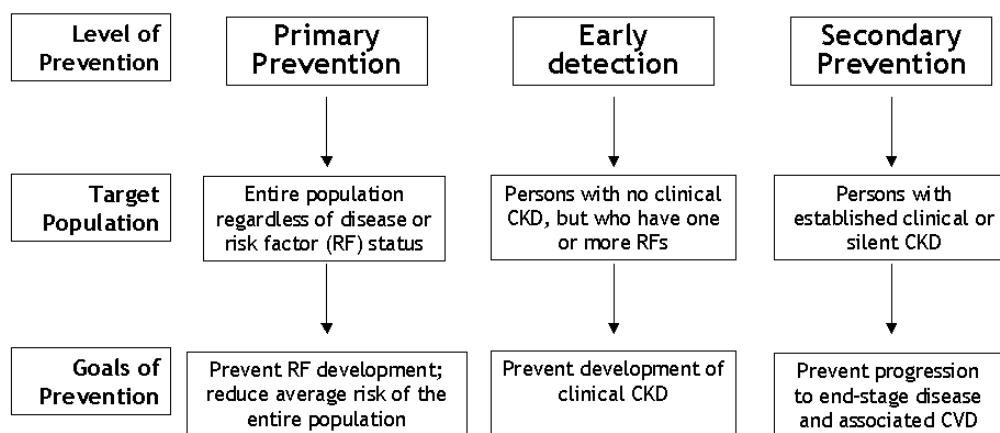 Level of
Prevention
Primary
Prevention
Early
detection
Secondary
Prevention
Target
Population
Entire population
regardless of disease or
risk factor (RF) status
Persons with no clinical
CKD, but who have one
or more RFs
Persons with
established clinical or
silent CKD
Goals of
Prevention
Prevent RF development;
reduce average risk of the
entire population
Prevent development of
clinical CKD
Prevent progression
to end-stage disease
and associated CVD